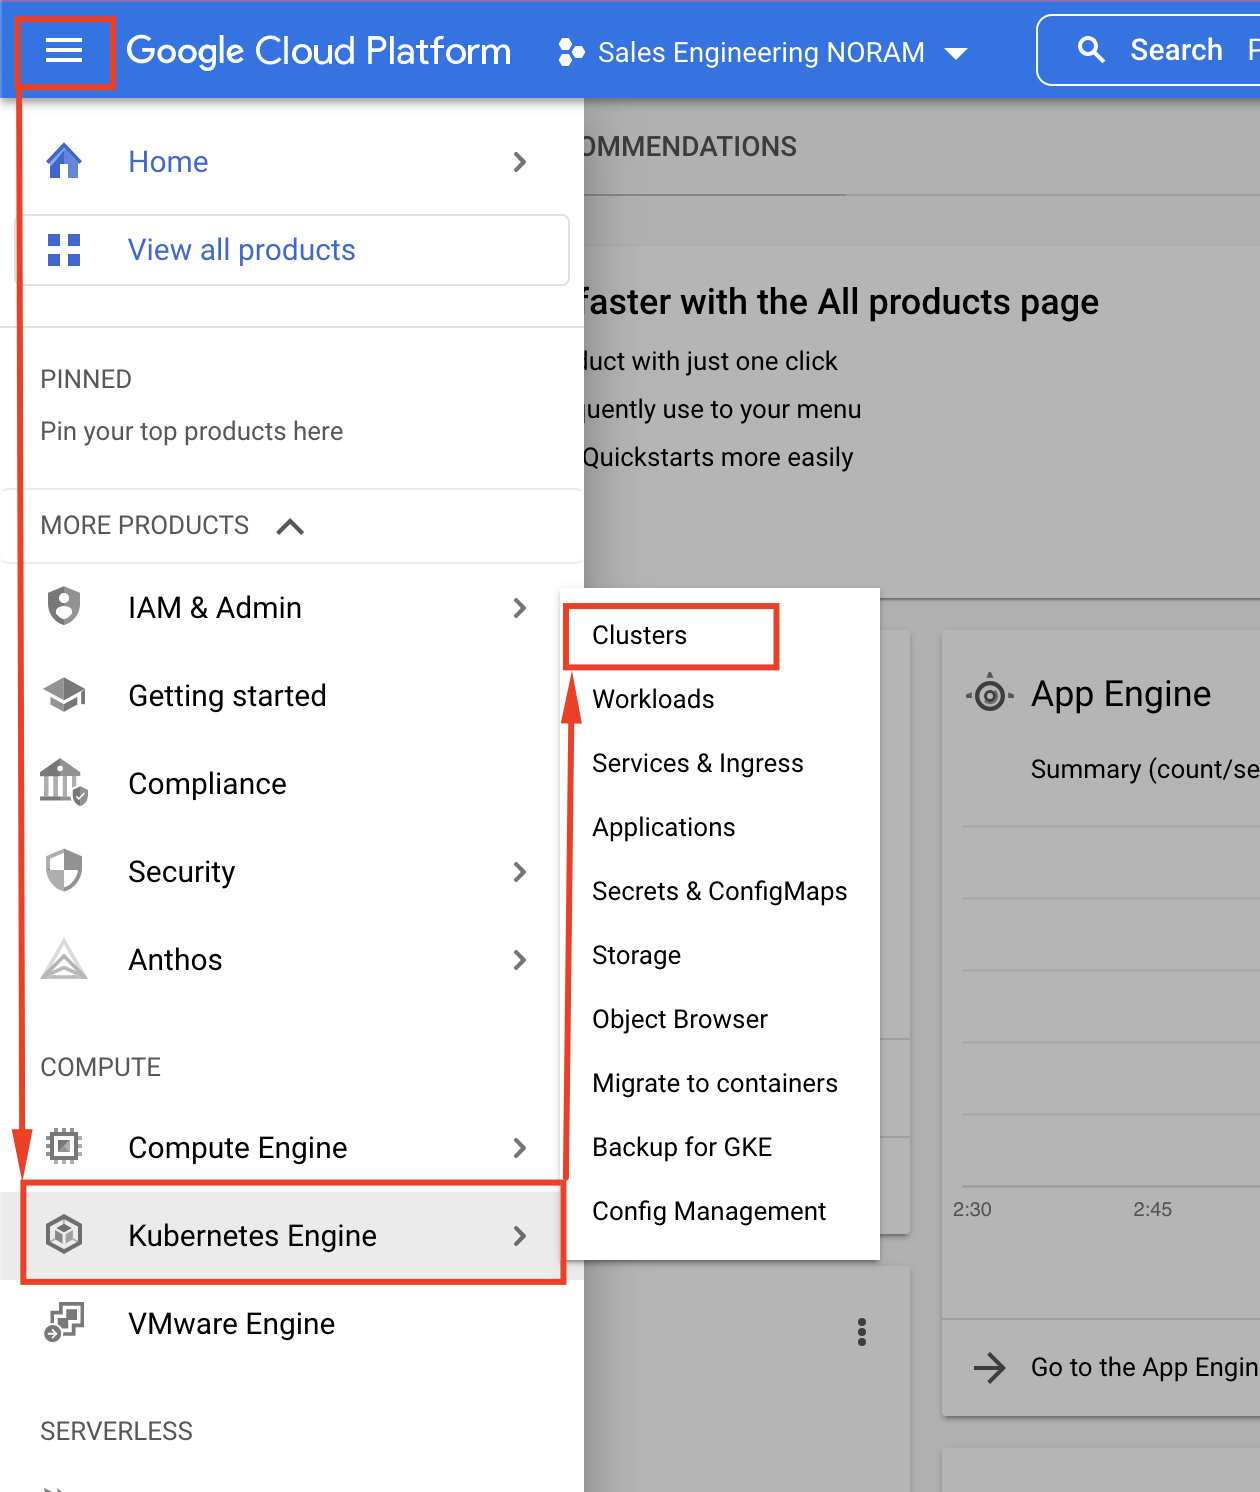 Google Cloud Platform
Sales Engineering NORAM
Search
Home
View all products
PINNED
Pin your top products here
MORE PRODUCTS
IAM & Admin
Getting started
Compliance
Security
Anthos
COMPUTE
Compute Engine
Kubernetes Engine
VMware Engine
SERVERLESS
Clusters
Workloads
Services & Ingress
Applications
Secrets & ConfigMaps
Storage
Object Browser
Migrate to containers
Backup for GKE
Config Management
OMMENDATIONS
faster with the All products page
duct with just one click
quently use to your menu
Quickstarts more easily
App Engine
Summary (count/se
2:30
2:45
Go to the App Engin